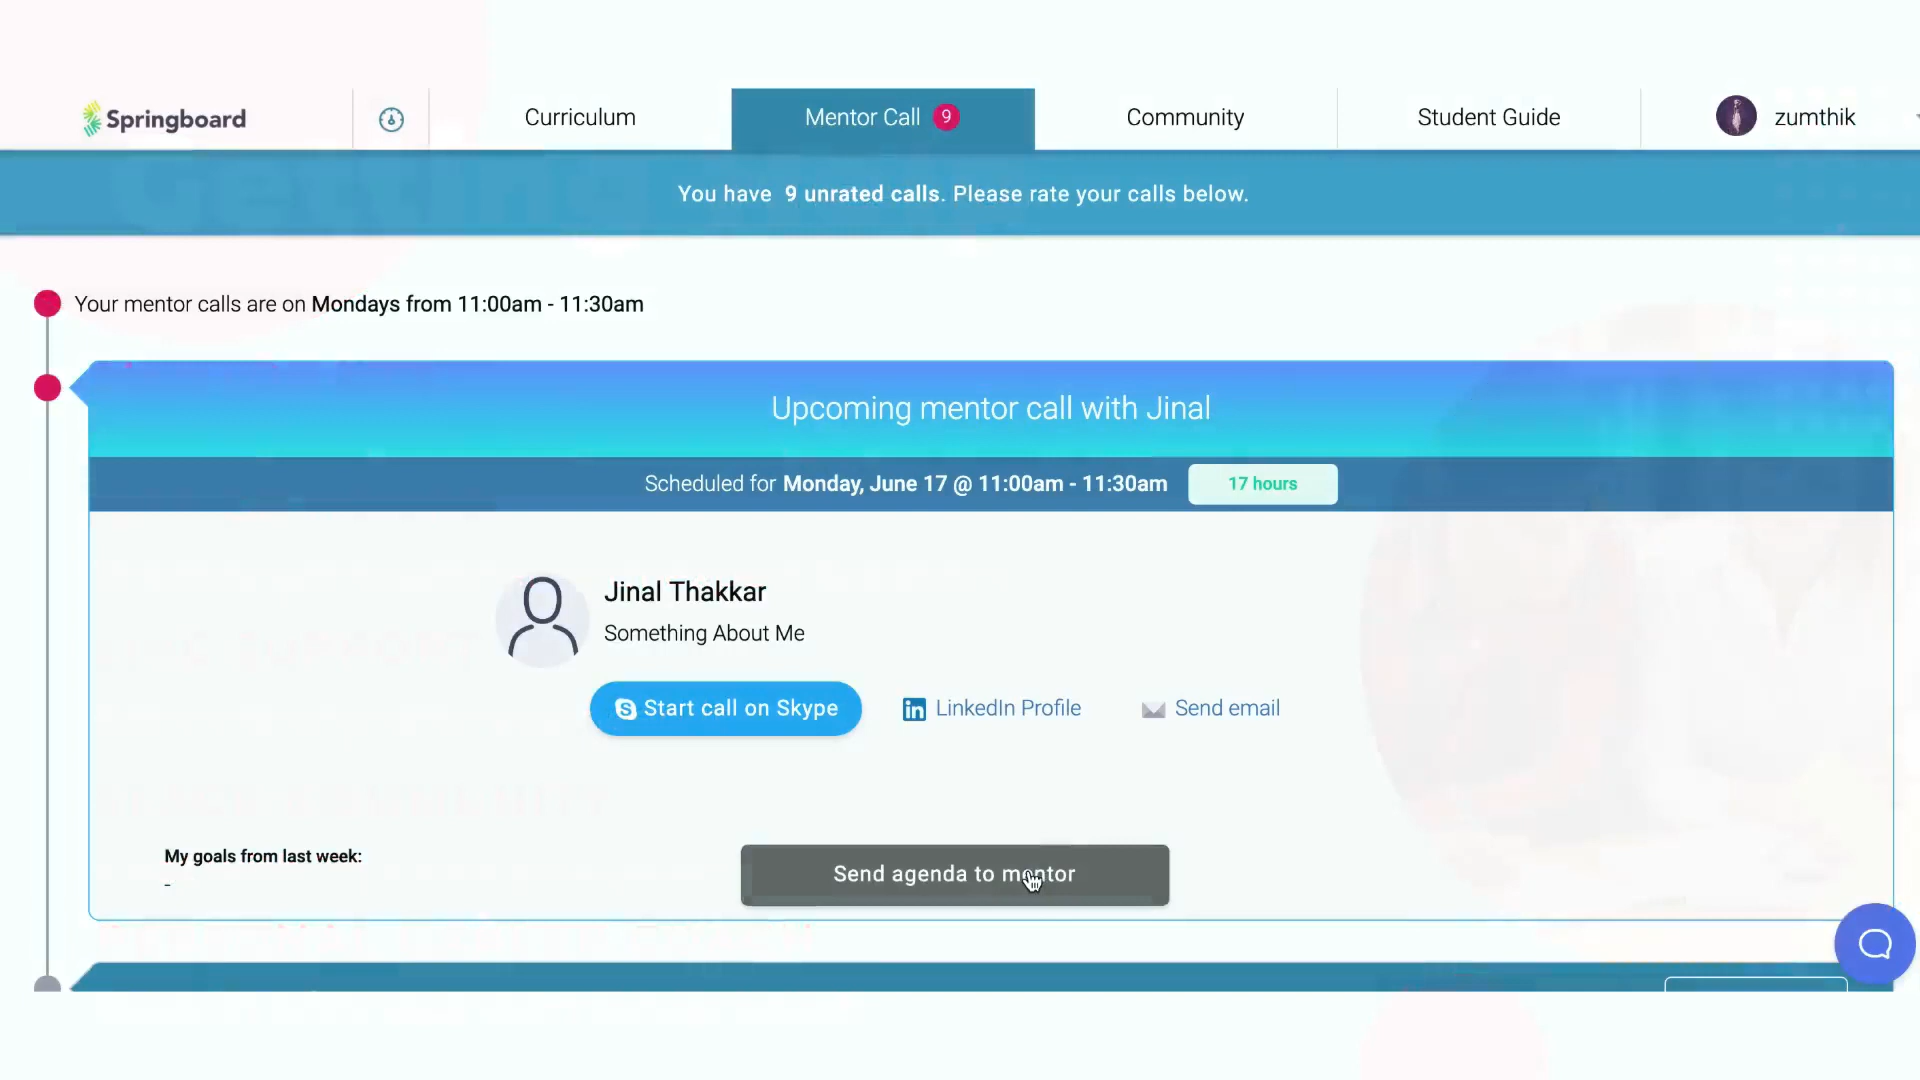 Springboard
Curriculum
Mentor Call 9
Community
Student Guide
zumthik
You have 9 unrated calls. Please rate your calls below.
Your mentor calls are on Mondays from 11:00am - 11:30am
Upcoming mentor call with Jinal
Scheduled for Monday, June 17 @ 11:00am - 11:30am
17 hours
Jinal Thakkar
Something About Me
Start call on Skype
LinkedIn Profile
Send email
My goals from last week:
-
Send agenda to mentor